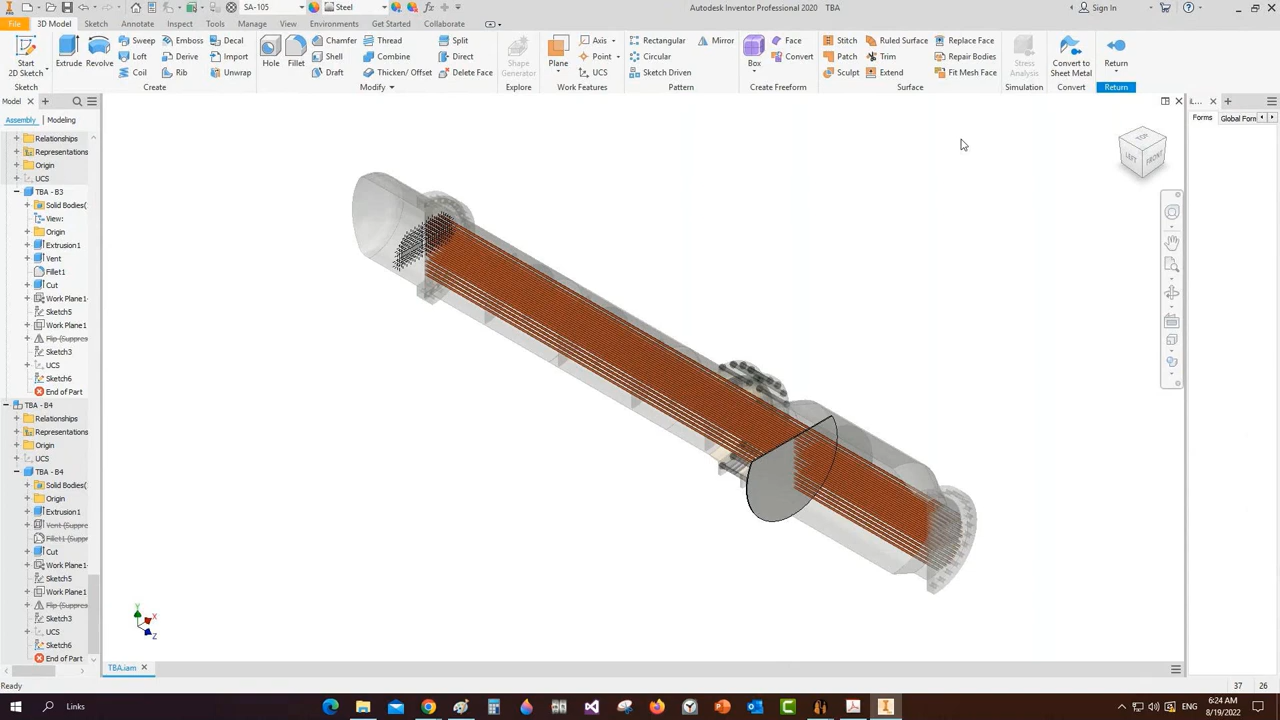 SA-105 Steel Autodesk Inventor Professional 2020 TBA Sign In
File 3D Model Sketch Annotate Inspect Tools Manage View Environments Get Started Collaborate
Start 2D Sketch
Extrude
Revolve
Sweep Emboss Decal
Loft Derive Import
Coil Rib Unwrap
Hole
Fillet
Chamfer Thread Split
Shell Combine Direct
Draft Thicken/ Offset Delete Face
Shape Generator
Plane
Axis
Point
UCS
Rectangular Mirror
Circular
Sketch Driven
Box
Face
Convert
Stitch Ruled Surface Replace Face
Patch Trim Repair Bodies
Sculpt Extend Fit Mesh Face
Stress Analysis
Convert to Sheet Metal
Return
Sketch Create Modify Explore Work Features Pattern Create Freeform Surface Simulation Convert Return
Model
Assembly Modeling
Relationships
Representations
Origin
UCS
TBA - B3
Solid Bodies(
View:
Origin
Extrusion1
Vent
Fillet1
Cut
Work Plane1
Sketch5
Work Plane1
Flip (Suppres
Sketch3
UCS
Sketch6
End of Part
TBA - B4
Relationships
Representations
Origin
UCS
TBA - B4
Solid Bodies(
Origin
Extrusion1
Vent (Suppres
Fillet1 (Supp
Cut
Work Plane1
Sketch5
Work Plane1
Flip (Suppres
Sketch3
UCS
Sketch6
End of Part
TOP
LEFT
FRONT
iL...
Forms Global Forn
Y
X
Z
TBA.iam
Ready 37 26
Links
6:24 AM
8/19/2022